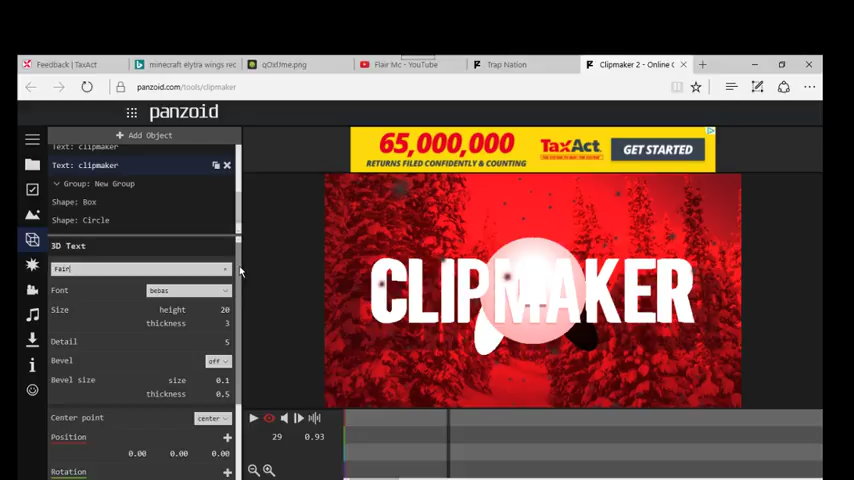 Feedback | TaxAct
minecraft elytra wings rec
qOxfJme.png
Flair Mc - YouTube
Trap Nation
Clipmaker 2 - Online C
panzoid.com/tools/clipmaker
panzoid
Add Object
65,000,000
RETURNS FILED CONFIDENTLY & COUNTING
TaxAct
GET STARTED
Text: clipmaker
Text: clipmaker
Group: New Group
Shape: Box
Shape: Circle
3D Text
Fair
Font bebas
Size height 20
thickness 3
Detail 5
Bevel off
Bevel size size 0.1
thickness 0.5
Center point center
Position
0.00 0.00 0.00
Rotation
CLIPMAKER
29 0.93